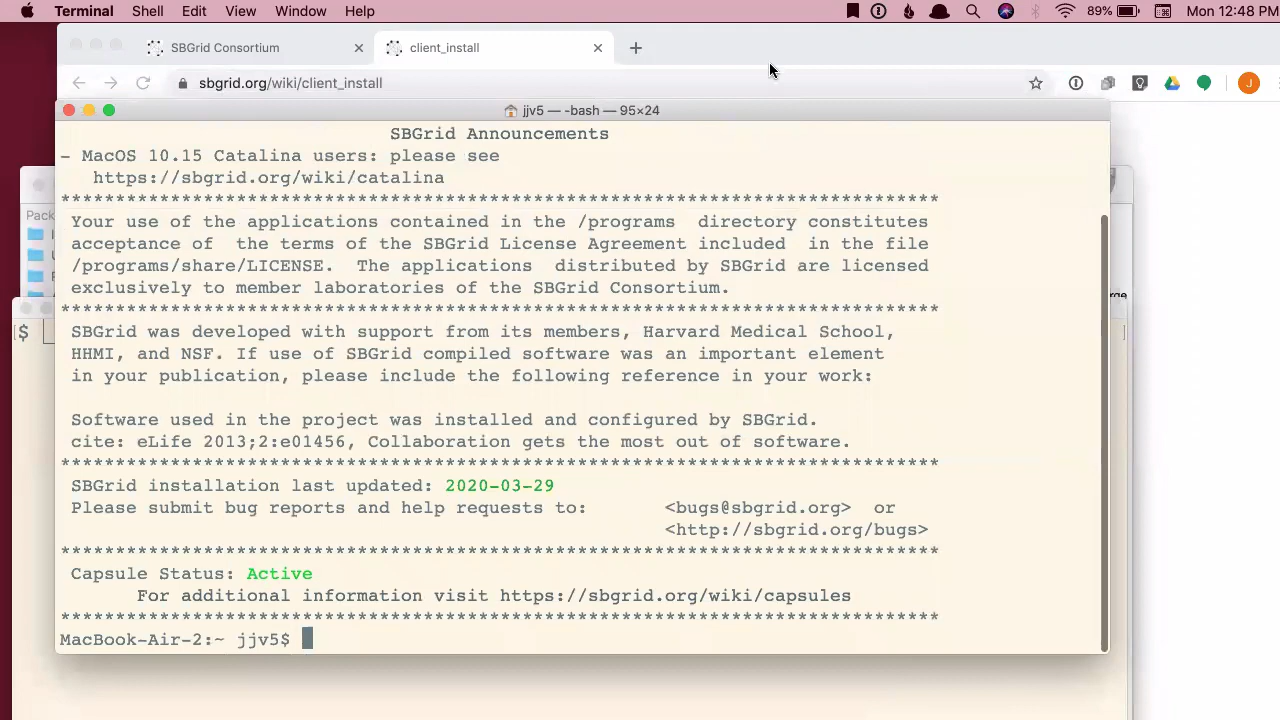 Terminal Shell Edit View Window Help 89% Mon 12:48 PM
SBGrid Consortium client_install
sbgrid.org/wiki/client_install J
jjv5 — -bash — 95×24
SBGrid Announcements
- MacOS 10.15 Catalina users: please see
https://sbgrid.org/wiki/catalina
********************************************************************************
Your use of the applications contained in the /programs  directory constitutes
acceptance of  the terms of the SBGrid License Agreement included  in the file
/programs/share/LICENSE.  The applications  distributed by SBGrid are licensed
exclusively to member laboratories of the SBGrid Consortium.
********************************************************************************
SBGrid was developed with support from its members, Harvard Medical School,
HHMI, and NSF. If use of SBGrid compiled software was an important element
in your publication, please include the following reference in your work:
Software used in the project was installed and configured by SBGrid.
cite: eLife 2013;2:e01456, Collaboration gets the most out of software.
********************************************************************************
SBGrid installation last updated: 2020-03-29
Please submit bug reports and help requests to:       <bugs@sbgrid.org>  or
<http://sbgrid.org/bugs>
********************************************************************************
Capsule Status: Active
For additional information visit https://sbgrid.org/wiki/capsules
********************************************************************************
MacBook-Air-2:~ jjv5$
Pack
[$ ]